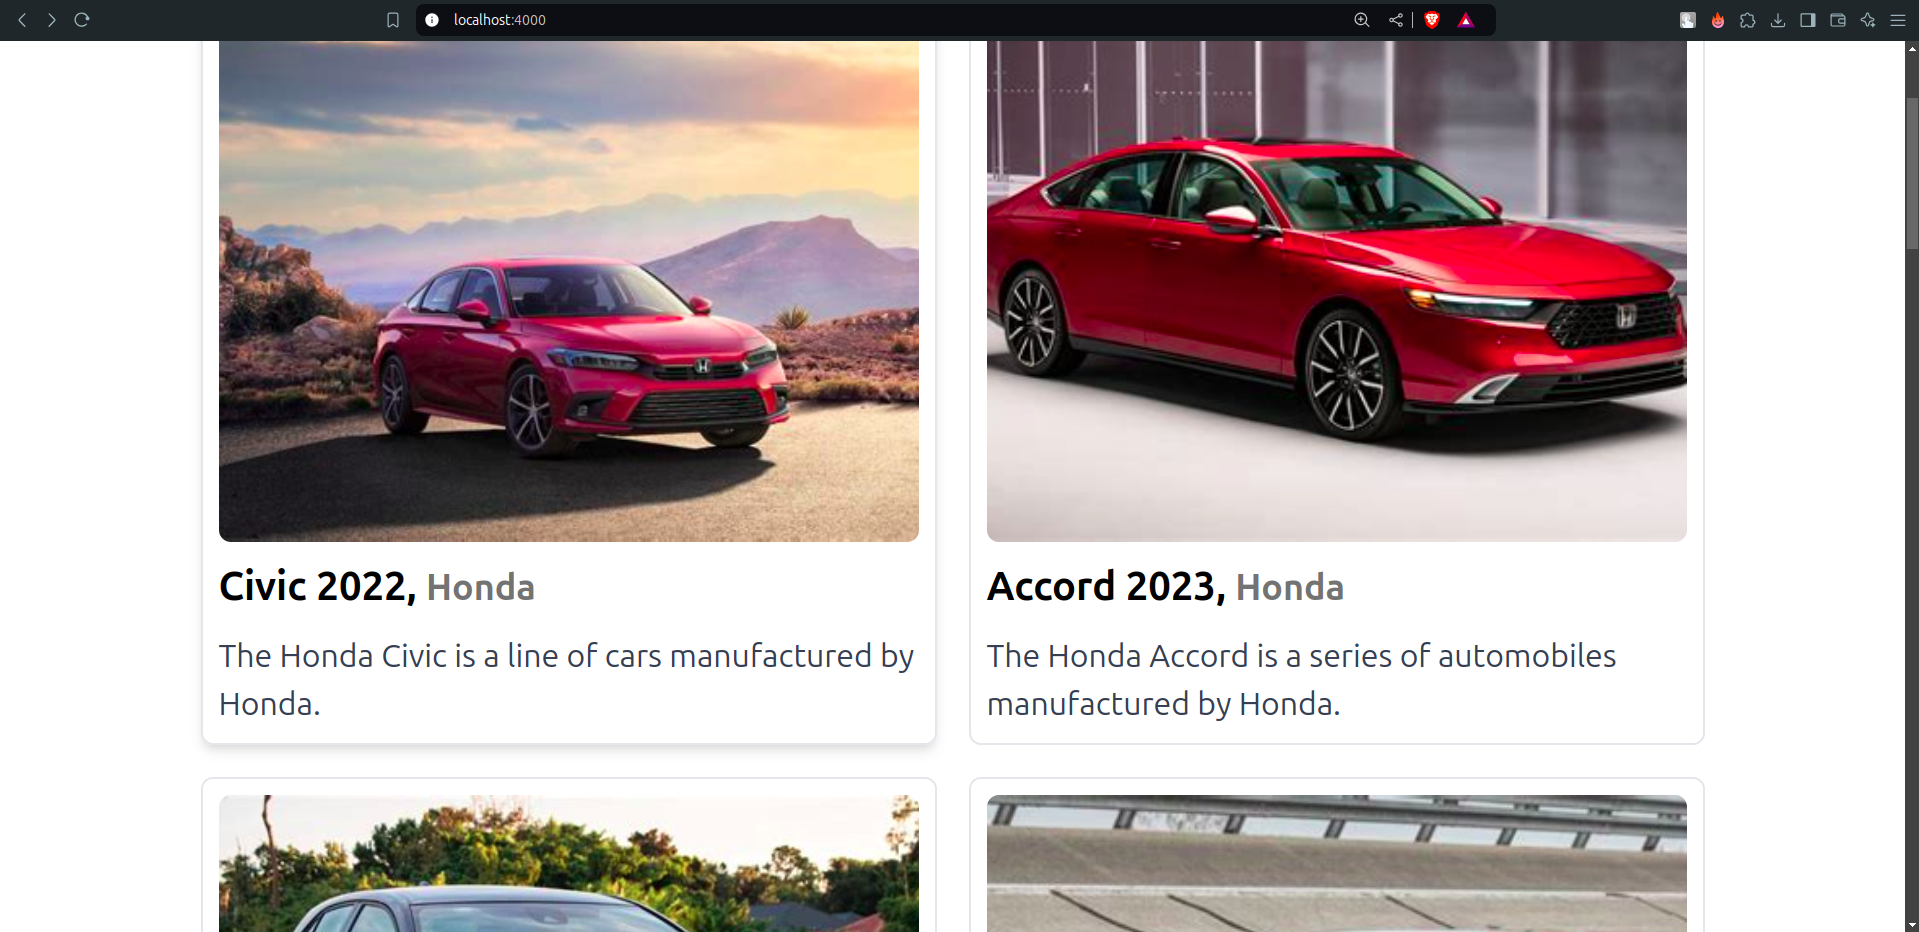 localhost:4000
Civic 2022, Honda
The Honda Civic is a line of cars manufactured by
Honda.
Accord 2023, Honda
The Honda Accord is a series of automobiles
manufactured by Honda.